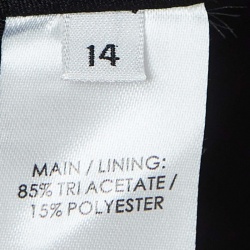 14
MAIN / LINING:
85% TRI ACETATE /
15% POLYESTER